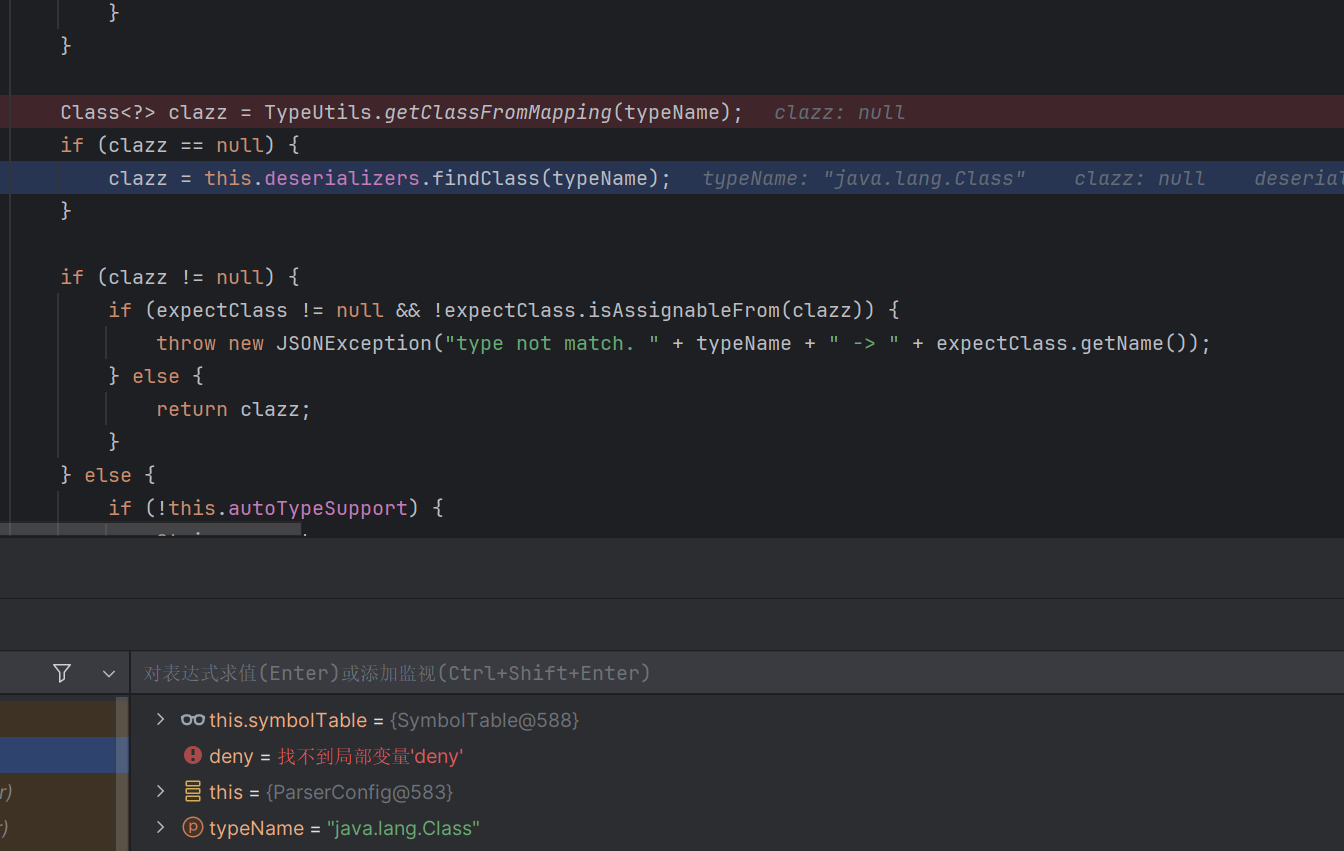 }
}
Class<?> clazz = TypeUtils.getClassFromMapping(typeName); clazz: null
if (clazz == null) {
clazz = this.deserializers.findClass(typeName); typeName: "java.lang.Class" clazz: null deserial
}
if (clazz != null) {
if (expectClass != null && !expectClass.isAssignableFrom(clazz)) {
throw new JSONException("type not match. " + typeName + " -> " + expectClass.getName());
} else {
return clazz;
}
} else {
if (!this.autoTypeSupport) {
对表达式求值(Enter)或添加监视(Ctrl+Shift+Enter)
this.symbolTable = {SymbolTable@588}
deny = 找不到局部变量'deny'
r) this = {ParserConfig@583}
) typeName = "java.lang.Class"